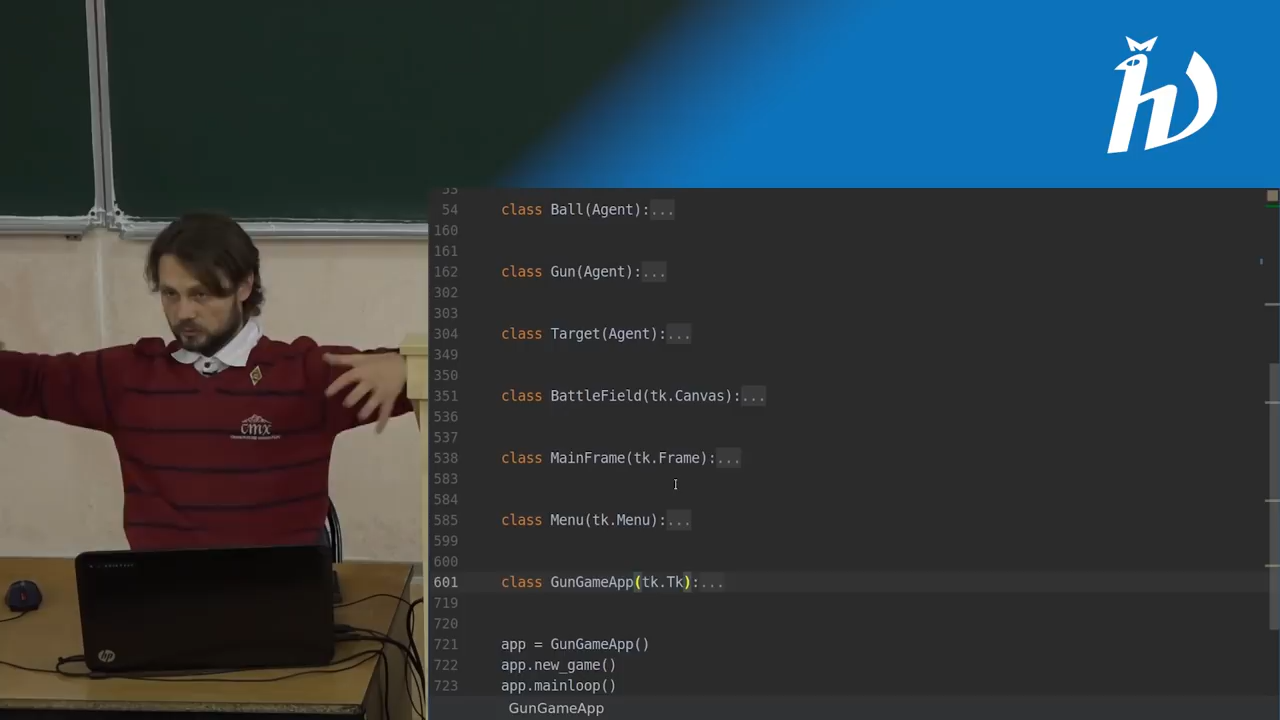 53
54 class Ball(Agent):...
160
161
162 class Gun(Agent):...
302
303
304 class Target(Agent):...
349
350
351 class BattleField(tk.Canvas):...
536
537
538 class MainFrame(tk.Frame):...
583
584
585 class Menu(tk.Menu):...
599
600
601 class GunGameApp(tk.Tk):...
719
720
721 app = GunGameApp()
722 app.new_game()
723 app.mainloop()
GunGameApp
стх
hp